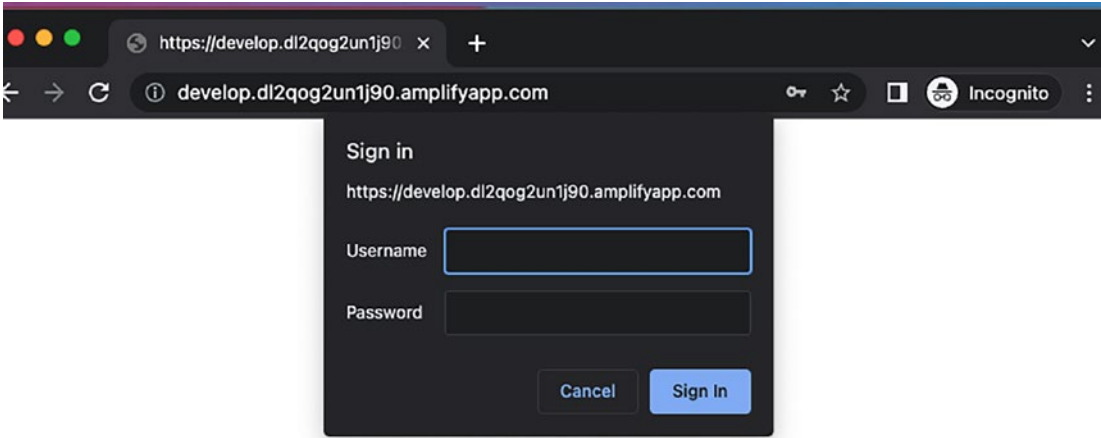 https://develop.dl2qog2un1j90
develop.dl2qog2un1j90.amplifyapp.com
Incognito
Sign in
https://develop.dl2qog2un1j90.amplifyapp.com
Username
Password
Cancel
Sign In